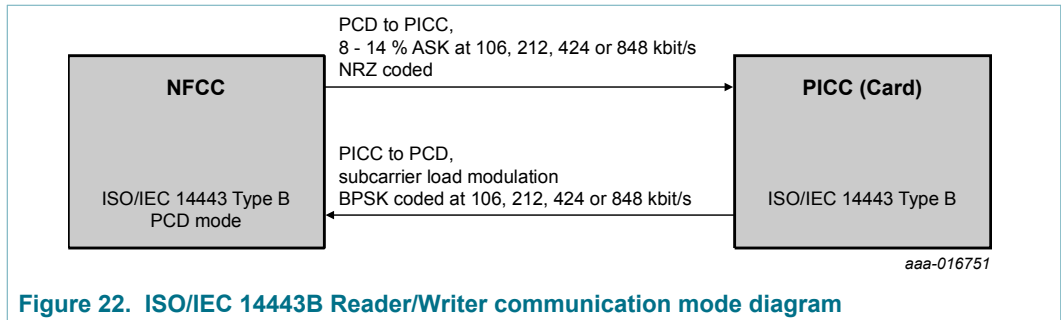 PCD to PICC,
8 - 14 % ASK at 106, 212, 424 or 848 kbit/s
NRZ coded
NFCC
PICC (Card)
PICC to PCD,
subcarrier load modulation
BPSK coded at 106, 212, 424 or 848 kbit/s
ISO/IEC 14443 Type B
PCD mode
ISO/IEC 14443 Type B
aaa-016751
Figure 22. ISO/IEC 14443B Reader/Writer communication mode diagram